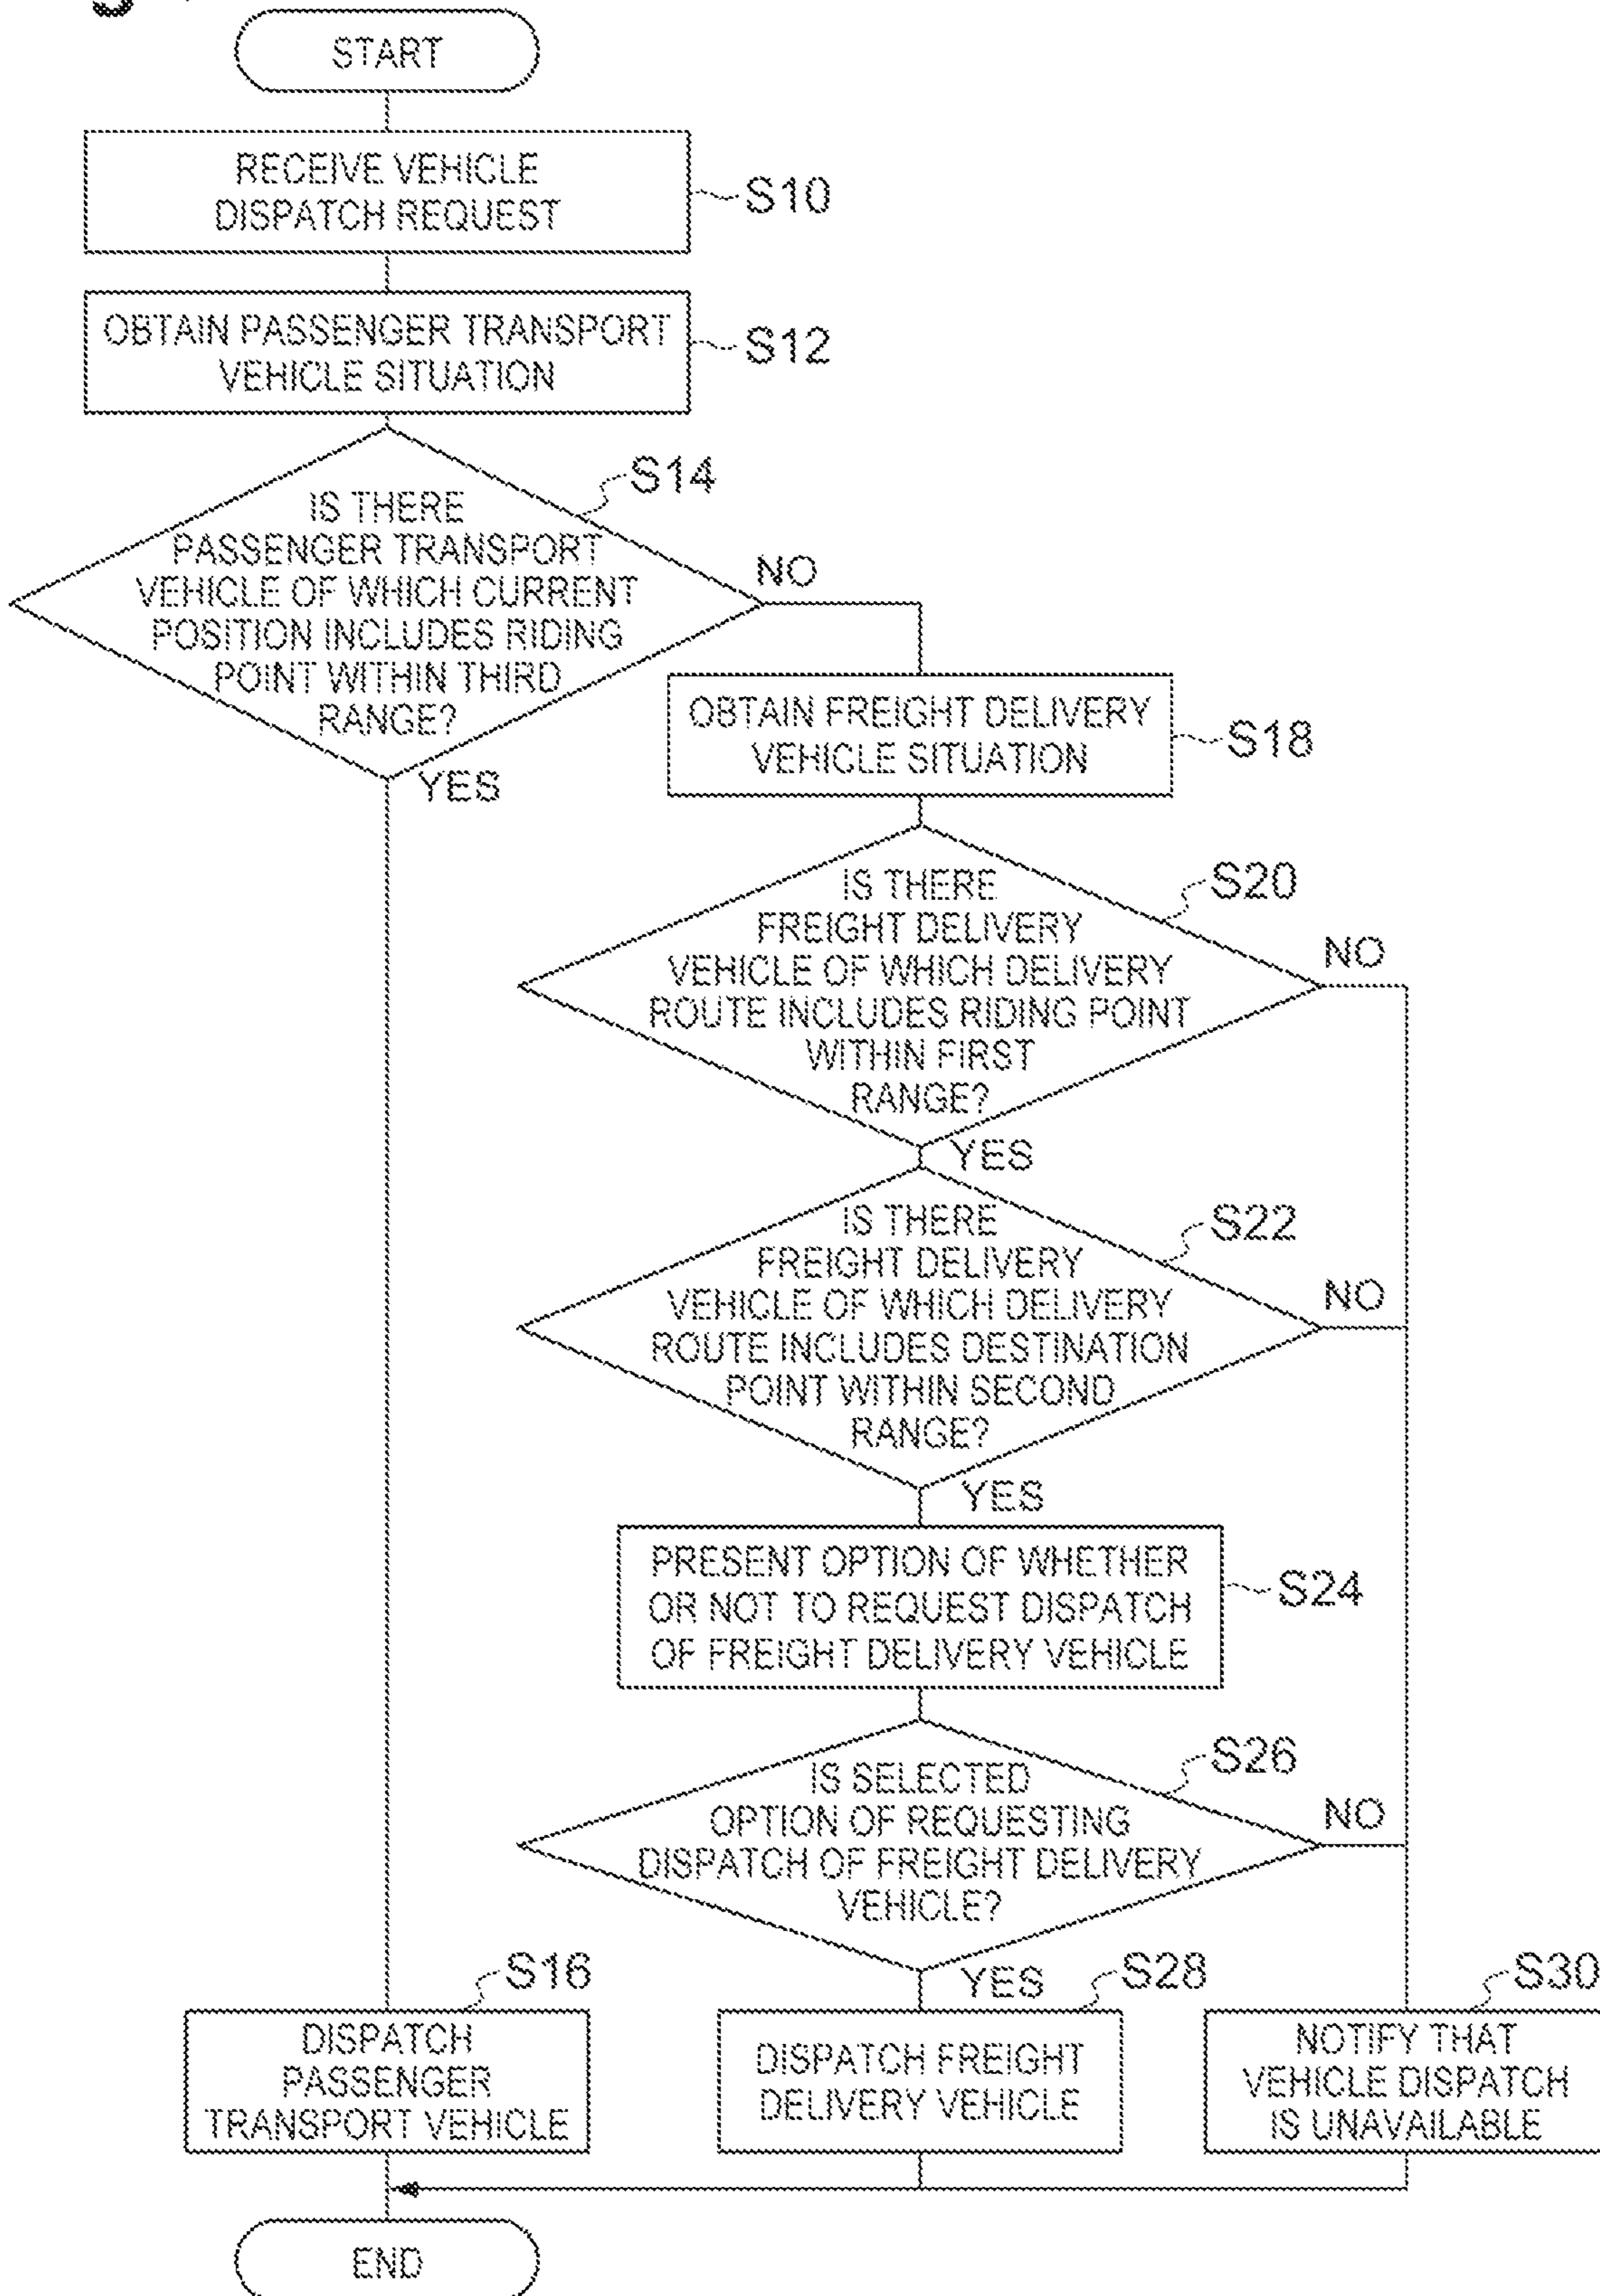 START
RECEIVE VEHICLE
DISPATCH REQUEST
S10
OBTAIN PASSENGER TRANSPORT
VEHICLE SITUATION
S12
S14
IS THERE
PASSENGER TRANSPORT
VEHICLE OF WHICH CURRENT
POSITION INCLUDES RIDING
POINT WITHIN THIRD
RANGE?
NO
YES
OBTAIN FREIGHT DELIVERY
VEHICLE SITUATION
S18
S20
IS THERE
FREIGHT DELIVERY
VEHICLE OF WHICH DELIVERY
ROUTE INCLUDES RIDING POINT
WITHIN FIRST
RANGE?
NO
YES
S22
IS THERE
FREIGHT DELIVERY
VEHICLE OF WHICH DELIVERY
ROUTE INCLUDES DESTINATION
POINT WITHIN SECOND
RANGE?
NO
YES
PRESENT OPTION OF WHETHER
OR NOT TO REQUEST DISPATCH
OF FREIGHT DELIVERY VEHICLE
S24
S26
IS SELECTED
OPTION OF REQUESTING
DISPATCH OF FREIGHT DELIVERY
VEHICLE?
NO
YES
S16
DISPATCH
PASSENGER
TRANSPORT VEHICLE
S28
DISPATCH FREIGHT
DELIVERY VEHICLE
S30
NOTIFY THAT
VEHICLE DISPATCH
IS UNAVAILABLE
END